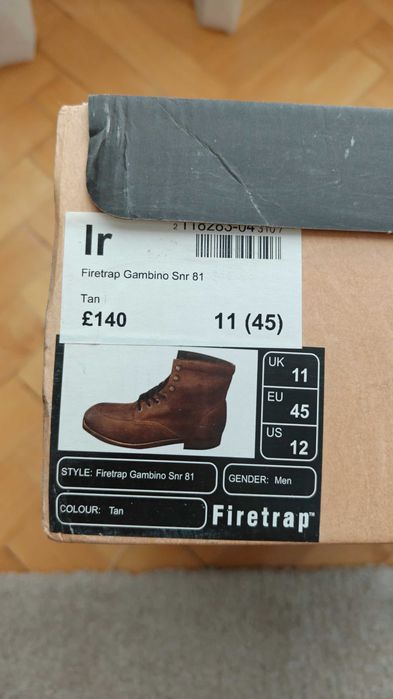 Ir
Firetrap Gambino Snr 81
Tan
£140 11 (45)
UK 11
EU 45
US 12
STYLE: Firetrap Gambino Snr 81
GENDER: Men
COLOUR: Tan
Firetrap™